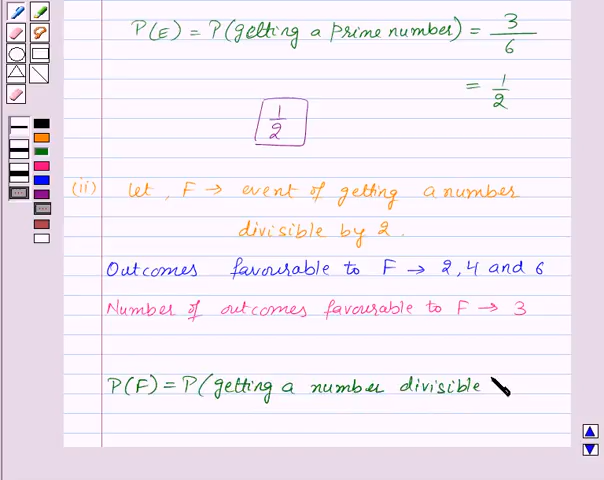 P(E) = P(getting a prime number) = 3/6
= 1/2
1/2
(ii) Let, F → event of getting a number
divisible by 2.
Outcomes favourable to F → 2, 4 and 6
Number of outcomes favourable to F → 3
P(F) = P(getting a number divisible